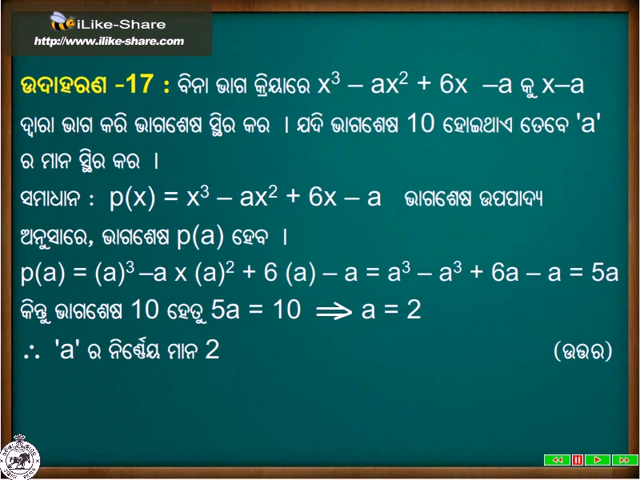 iLike-Share
http://www.ilike-share.com
ଉଦାହରଣ -17 : ବିନା ଭାଗ କ୍ରିୟାରେ x³ – ax² + 6x –a କୁ x–a
ଦ୍ୱାରା ଭାଗ କରି ଭାଗଶେଷ ସ୍ଥିର କର । ଯଦି ଭାଗଶେଷ 10 ହୋଇଥାଏ ତେବେ 'a'
ର ମାନ ସ୍ଥିର କର ।
ସମାଧାନ : p(x) = x³ – ax² + 6x – a ଭାଗଶେଷ ଉପପାଦ୍ୟ
ଅନୁସାରେ, ଭାଗଶେଷ p(a) ହେବ ।
p(a) = (a)³ –a x (a)² + 6 (a) – a = a³ – a³ + 6a – a = 5a
କିନ୍ତୁ ଭାଗଶେଷ 10 ହେତୁ 5a = 10 ⟹ a = 2
∴ 'a' ର ନିର୍ଣ୍ଣେୟ ମାନ 2 (ଉତ୍ତର)